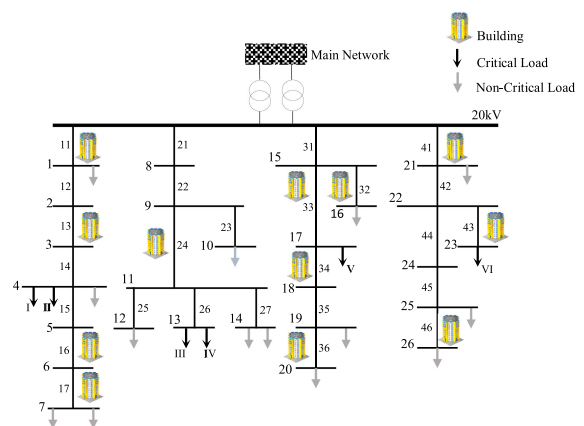 Building
Main Network
Critical Load
Non-Critical Load
20kV
11 21 31 41
1 8 15 21
12 22 32 42
2 9 16 22
13 23 33 43
3 24 10 17 44 23
14 V VI
4 11 34 24
I II 18 45
15 25 26 27 35 25
5 12 13 14 19 46
16 III IV 36 26
6 20
17
7